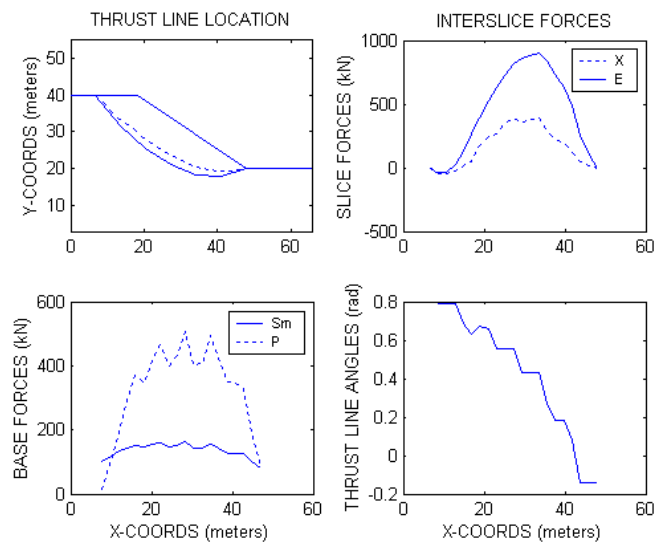 THRUST LINE LOCATION
Y-COORDS (meters)
50
40
30
20
10
0
20
40
60
INTERSLICE FORCES
SLICE FORCES (kN)
1000
500
0
-500
X
E
0
20
40
60
BASE FORCES (kN)
600
400
200
0
Sm
P
0
20
40
60
X-COORDS (meters)
THRUST LINE ANGLES (rad)
0.8
0.6
0.4
0.2
0
-0.2
0
20
40
60
X-COORDS (meters)